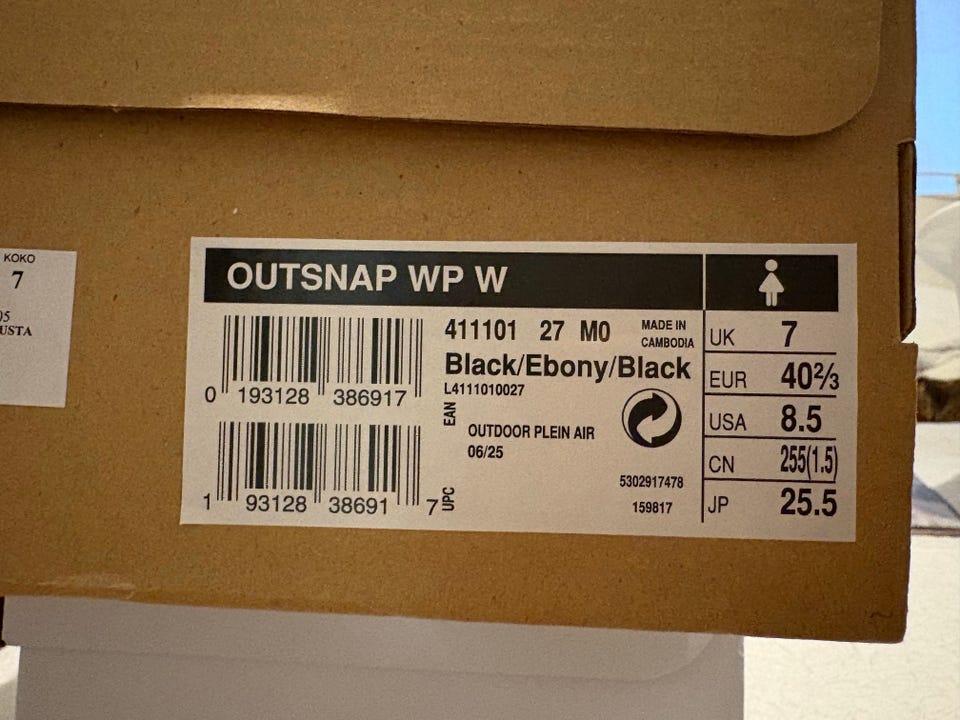 KOKO
7
05
USTA
OUTSNAP WP W
0 193128 386917
1 93128 38691 7
EAN
UPC
411101 27 M0
MADE IN
CAMBODIA
Black/Ebony/Black
L4111010027
OUTDOOR PLEIN AIR
06/25
5302917478
159817
UK 7
EUR 40⅔
USA 8.5
CN 255(1.5)
JP 25.5